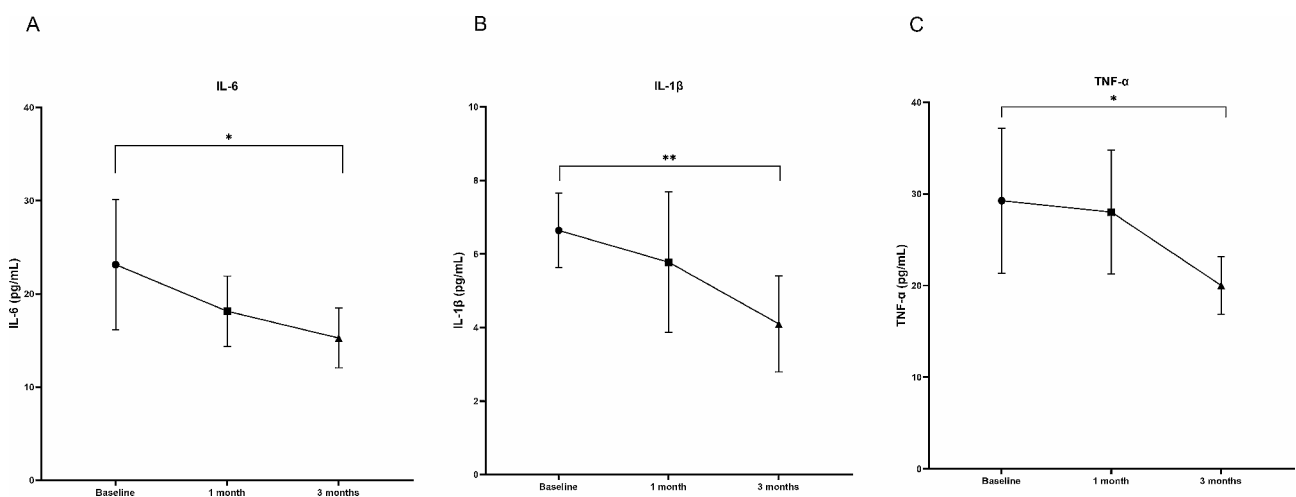 A
IL-6
40
30
20
10
0
IL-6 (pg/mL)
*
Baseline
1 month
3 months
B
IL-1β
10
8
6
4
2
0
IL-1β (pg/mL)
**
Baseline
1 month
3 months
C
TNF-α
40
30
20
10
0
TNF-α (pg/mL)
*
Baseline
1 month
3 months